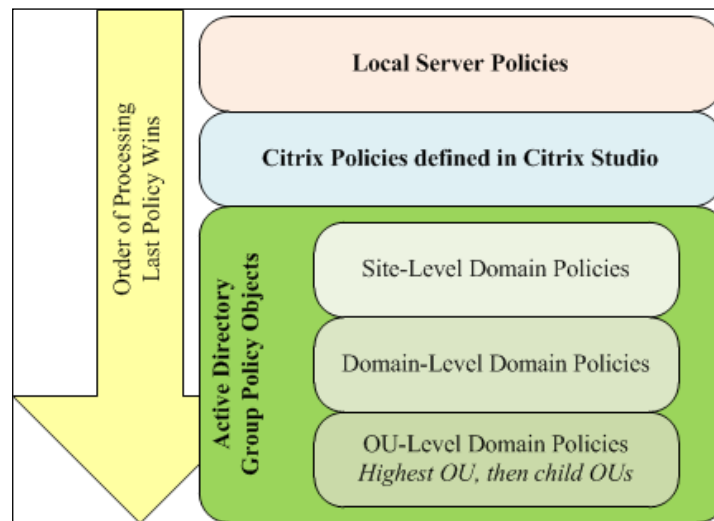 Order of Processing
Last Policy Wins
Local Server Policies
Citrix Policies defined in Citrix Studio
Active Directory
Group Policy Objects
Site-Level Domain Policies
Domain-Level Domain Policies
OU-Level Domain Policies
Highest OU, then child OUs